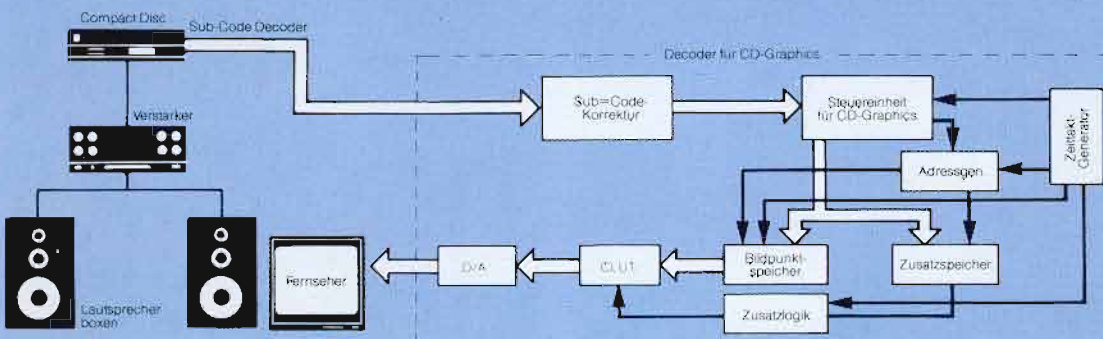 Compact Disc
Sub-Code Decoder
Decoder für CD-Graphics
Verstärker
Sub=Code-
Korrektur
Steuereinheit
für CD-Graphics
Zeittakt-
Generator
Adressgen
Fernseher
D/A
CLUT
Bildpunkt-
speicher
Zusatzspeicher
Lautsprecher
boxen
Zusatzlogik